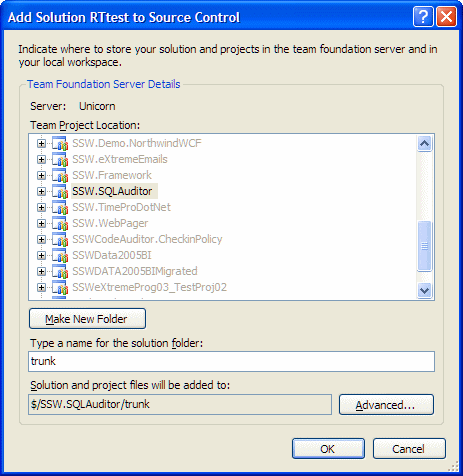 Add Solution RTtest to Source Control
Indicate where to store your solution and projects in the team foundation server and in
your local workspace.
Team Foundation Server Details
Server: Unicorn
Team Project Location:
SSW.Demo.NorthwindWCF
SSW.eXtremeEmails
SSW.Framework
SSW.SQLAuditor
SSW.TimeProDotNet
SSW.WebPager
SSWCodeAuditor.CheckinPolicy
SSWData2005BI
SSWDATA2005BIMigrated
SSWeXtremeProg03_TestProj02
Make New Folder
Type a name for the solution folder:
trunk
Solution and project files will be added to:
$/SSW.SQLAuditor/trunk
Advanced...
OK Cancel